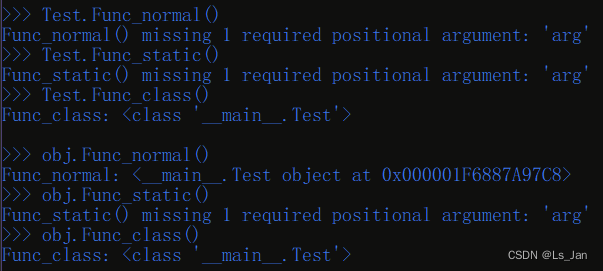 >>> Test.Func_normal()
Func_normal() missing 1 required positional argument: 'arg'
>>> Test.Func_static()
Func_static() missing 1 required positional argument: 'arg'
>>> Test.Func_class()
Func_class: <class '__main__.Test'>
>>> obj.Func_normal()
Func_normal: <__main__.Test object at 0x000001F6887A97C8>
>>> obj.Func_static()
Func_static() missing 1 required positional argument: 'arg'
>>> obj.Func_class()
Func_class: <class '__main__.Test'>
CSDN @Ls_Jan